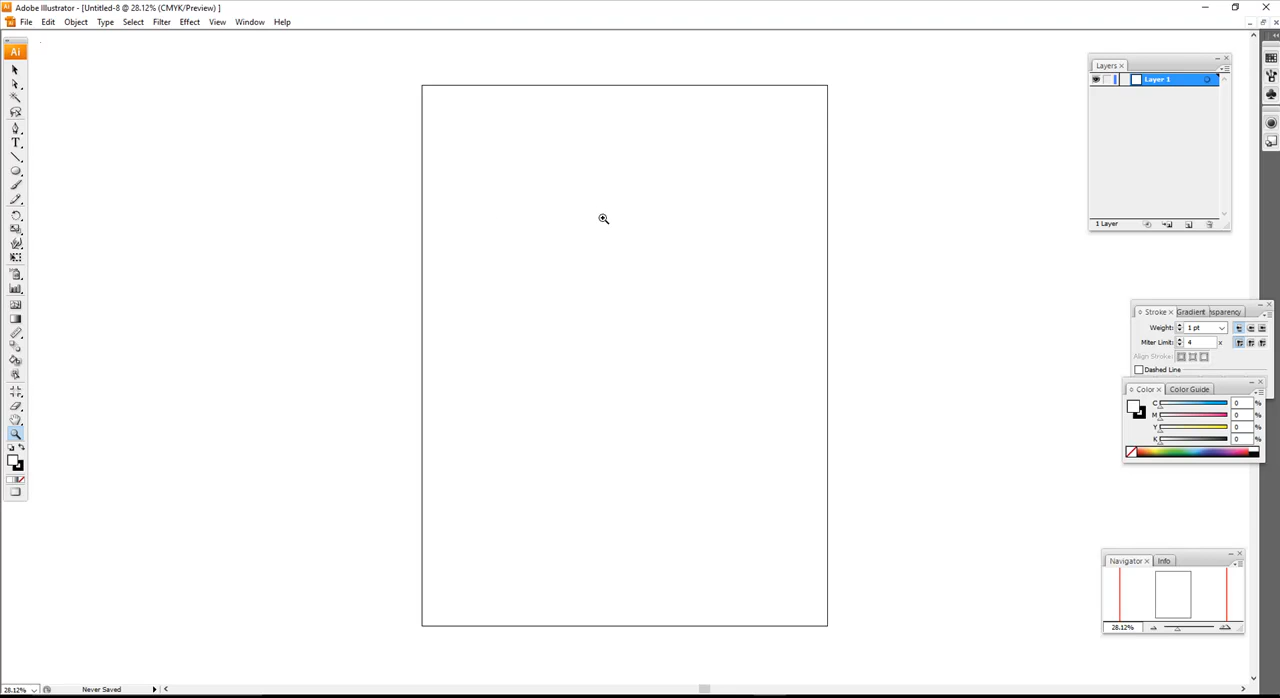 Adobe Illustrator - [Untitled-8 @ 28.12% (CMYK/Preview) ]
File Edit Object Type Select Filter Effect View Window Help
Ai
Layers
Layer 1
1 Layer
Stroke Gradient nsparency
Weight: 1 pt
Miter Limit: 4 x
Align Stroke:
Dashed Line
Color Color Guide
C 0 %
M 0 %
Y 0 %
K 0 %
Navigator Info
28.12%
28.12% Never Saved